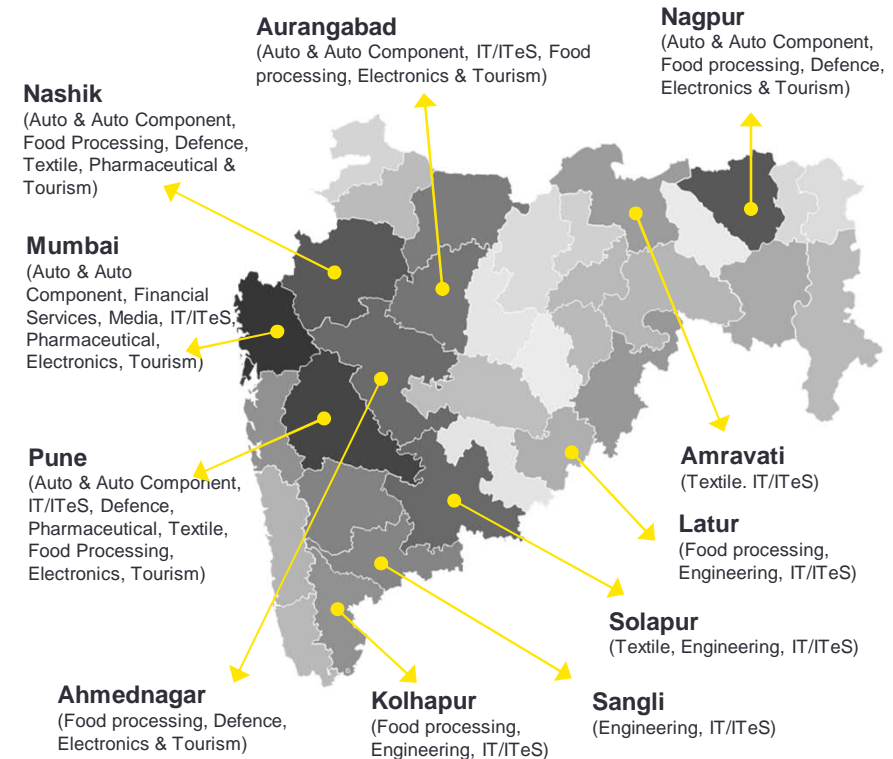 Aurangabad
(Auto & Auto Component, IT/ITeS, Food
processing, Electronics & Tourism)
Nagpur
(Auto & Auto Component,
Food processing, Defence,
Electronics & Tourism)
Nashik
(Auto & Auto Component,
Food Processing, Defence,
Textile, Pharmaceutical &
Tourism)
Mumbai
(Auto & Auto
Component, Financial
Services, Media, IT/ITeS,
Pharmaceutical,
Electronics, Tourism)
Pune
(Auto & Auto Component,
IT/ITeS, Defence,
Pharmaceutical, Textile,
Food Processing,
Electronics, Tourism)
Amravati
(Textile. IT/ITeS)
Latur
(Food processing,
Engineering, IT/ITeS)
Solapur
(Textile, Engineering, IT/ITeS)
Ahmednagar
(Food processing, Defence,
Electronics & Tourism)
Kolhapur
(Food processing,
Engineering, IT/ITeS)
Sangli
(Engineering, IT/ITeS)